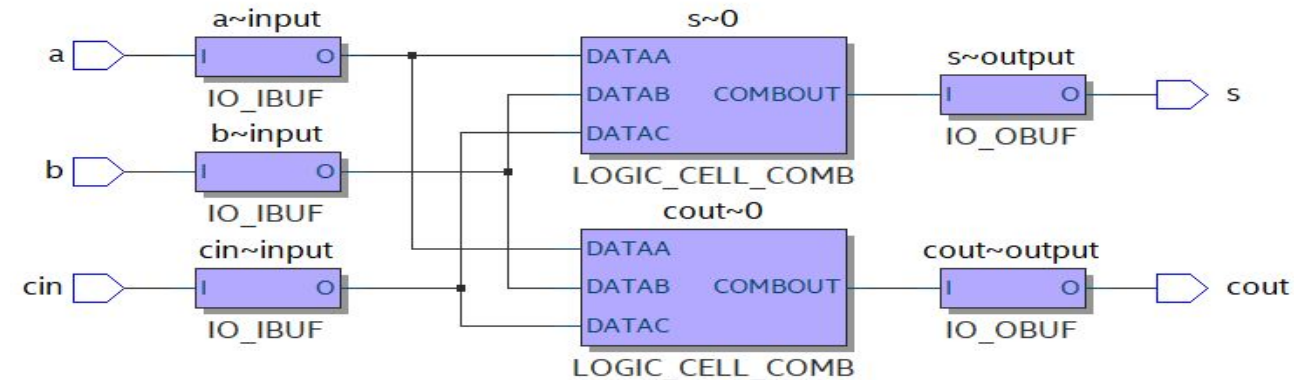 a~input
s~0
a
I
O
DATAA
s~output
IO_IBUF
DATAB
COMBOUT
I
O
s
b~input
DATAC
IO_OBUF
b
I
O
LOGIC_CELL_COMB
IO_IBUF
cout~0
cin~input
DATAA
cout~output
cin
I
O
DATAB
COMBOUT
I
O
cout
IO_IBUF
DATAC
IO_OBUF
LOGIC_CELL_COMB